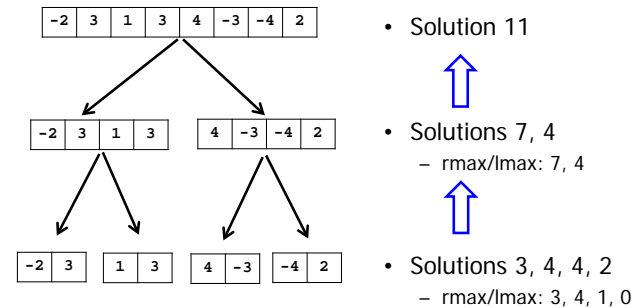 -2 3 1 3 4 -3 -4 2
• Solution 11
-2 3 1 3
4 -3 -4 2
• Solutions 7, 4
– rmax/lmax: 7, 4
-2 3
1 3
4 -3
-4 2
• Solutions 3, 4, 4, 2
– rmax/lmax: 3, 4, 1, 0